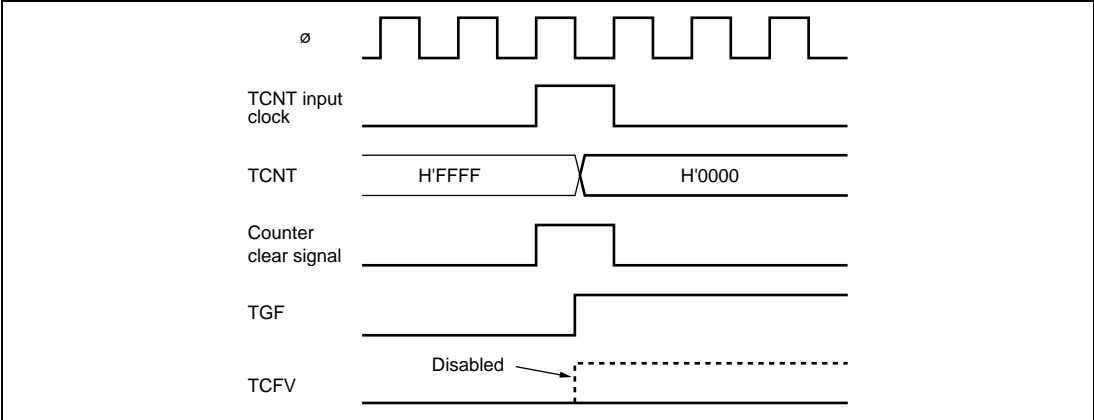 ø
TCNT input
clock
TCNT
H'FFFF
H'0000
Counter
clear signal
TGF
Disabled
TCFV